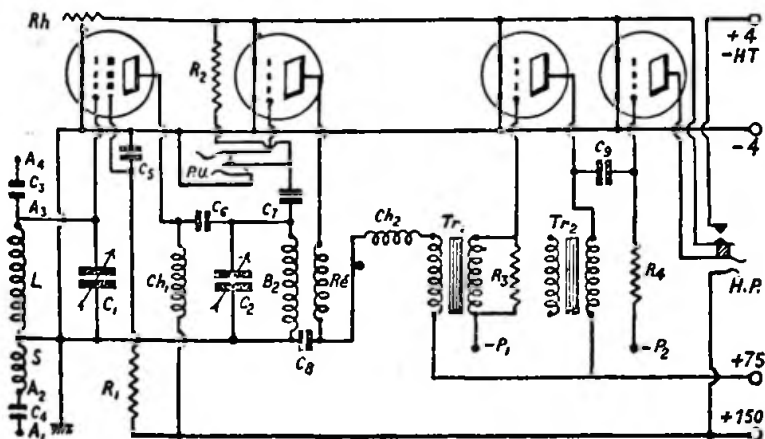 Rh
+4
-HT
R2
-4
A4
C3
A3
L
C1
S
A2
C4
A1
C5
R1
P.U.
C6
C7
Ch1
C2
B2
Ré
C8
Ch2
Tr1
R3
-P1
Tr2
C9
R4
-P2
H.P.
+75
+150